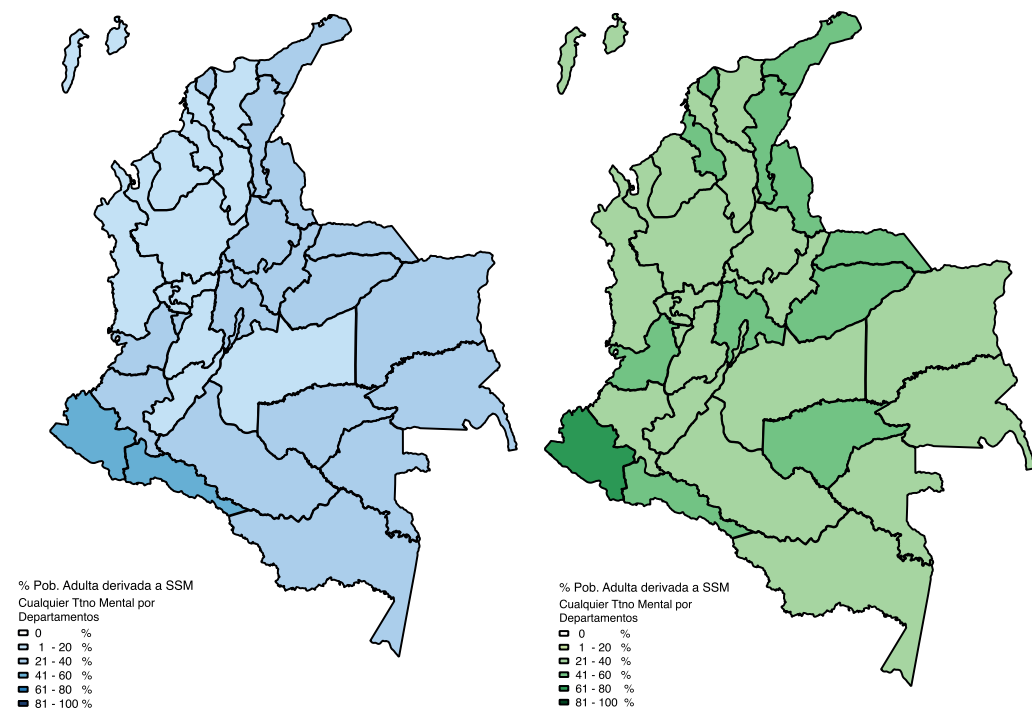 % Pob. Adulta derivada a SSM
Cualquier Ttno Mental por
Departamentos
0 %
1 - 20 %
21 - 40 %
41 - 60 %
61 - 80 %
81 - 100 %
% Pob. Adulta derivada a SSM
Cualquier Ttno Mental por
Departamentos
0 %
1 - 20 %
21 - 40 %
41 - 60 %
61 - 80 %
81 - 100 %